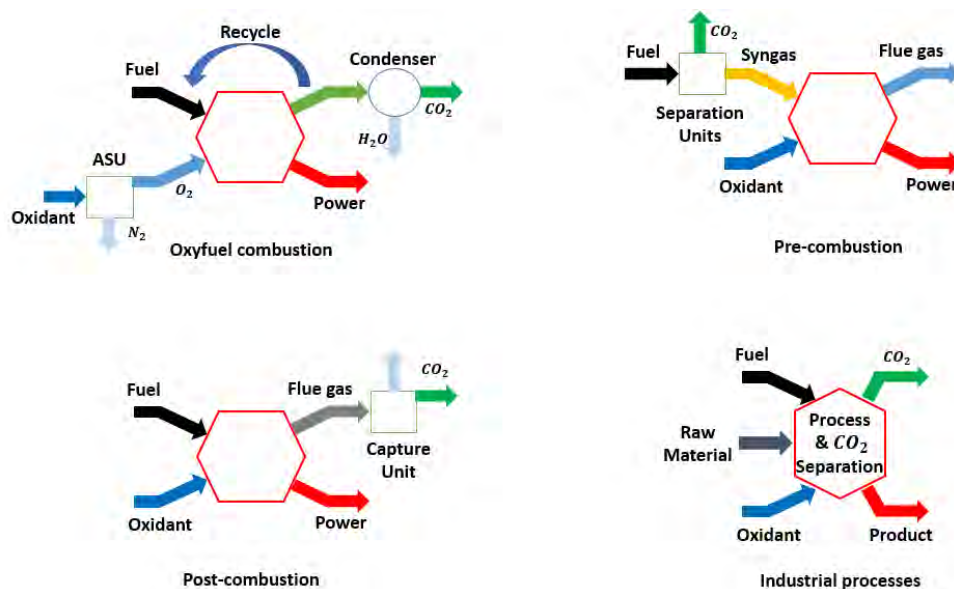 Recycle
Condenser
Fuel
CO₂
H₂O
ASU
O₂
Oxidant
N₂
Power
Oxyfuel combustion
CO₂
Fuel
Syngas
Flue gas
Separation
Units
Oxidant
Power
Pre-combustion
Fuel
Flue gas
CO₂
Capture
Unit
Oxidant
Power
Post-combustion
Fuel
CO₂
Raw
Material
Process
& CO₂
Separation
Oxidant
Product
Industrial processes